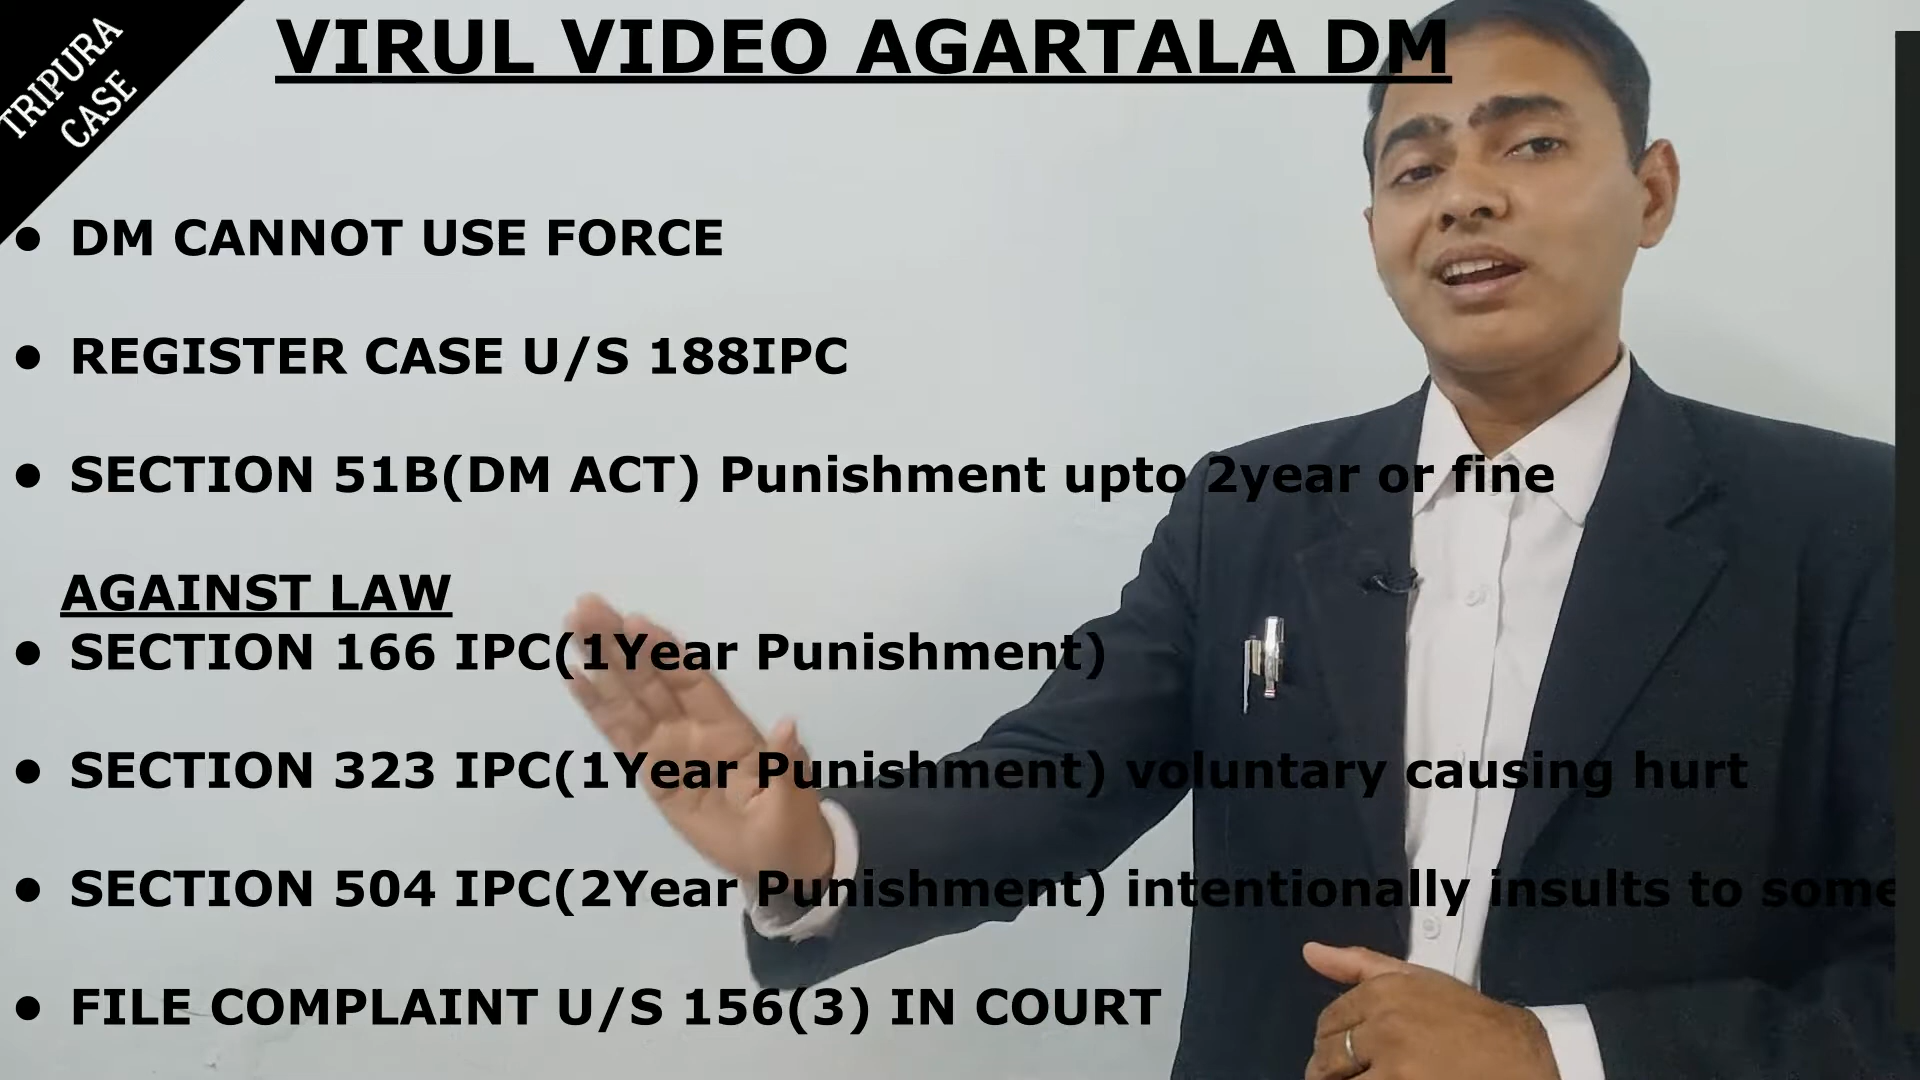 TRIPURA
CASE
VIRUL VIDEO AGARTALA DM
• DM CANNOT USE FORCE
• REGISTER CASE U/S 188IPC
• SECTION 51B(DM ACT) Punishment upto 2year or fine
AGAINST LAW
• SECTION 166 IPC(1Year Punishment)
• SECTION 323 IPC(1Year Punishment) voluntary causing hurt
• SECTION 504 IPC(2Year Punishment) intentionally insults to some
• FILE COMPLAINT U/S 156(3) IN COURT